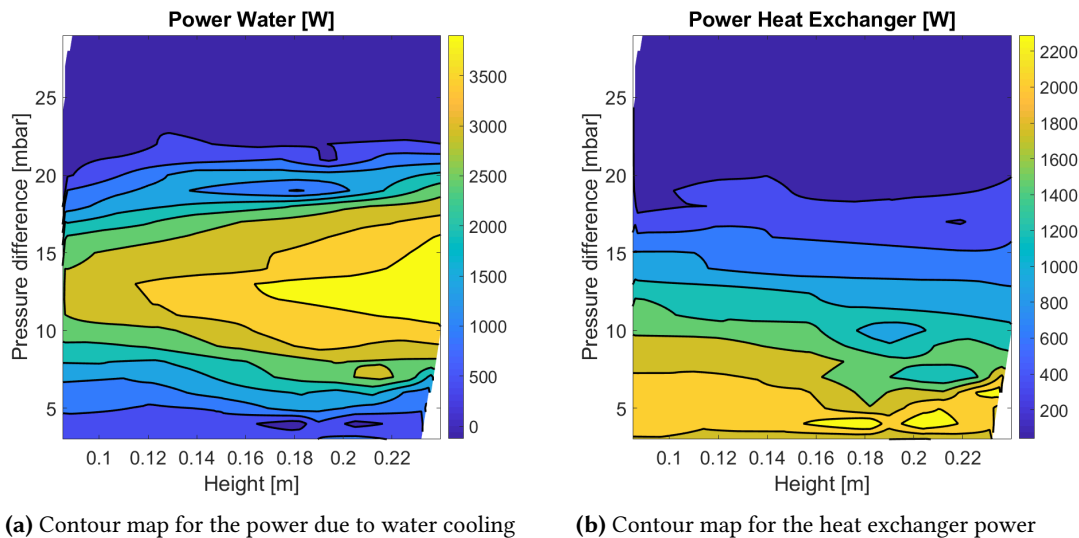 Power Water [W]
Pressure difference [mbar]
25
20
15
10
5
0.1 0.12 0.14 0.16 0.18 0.2 0.22
Height [m]
3500
3000
2500
2000
1500
1000
500
0
Power Heat Exchanger [W]
Pressure difference [mbar]
25
20
15
10
5
0.1 0.12 0.14 0.16 0.18 0.2 0.22
Height [m]
2200
2000
1800
1600
1400
1200
1000
800
600
400
200
(a) Contour map for the power due to water cooling
(b) Contour map for the heat exchanger power